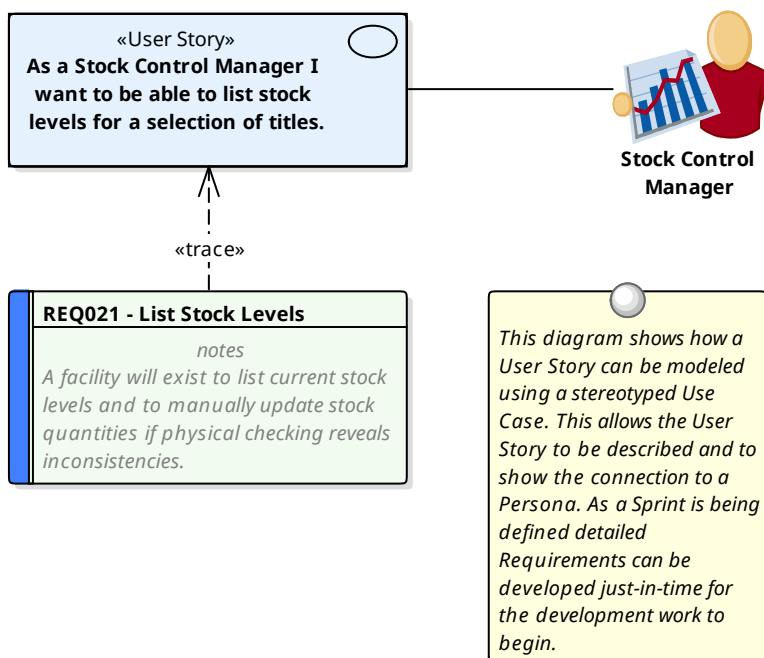 «User Story»
As a Stock Control Manager I
want to be able to list stock
levels for a selection of titles.
Stock Control
Manager
«trace»
REQ021 - List Stock Levels
notes
A facility will exist to list current stock
levels and to manually update stock
quantities if physical checking reveals
inconsistencies.
This diagram shows how a
User Story can be modeled
using a stereotyped Use
Case. This allows the User
Story to be described and to
show the connection to a
Persona. As a Sprint is being
defined detailed
Requirements can be
developed just-in-time for
the development work to
begin.